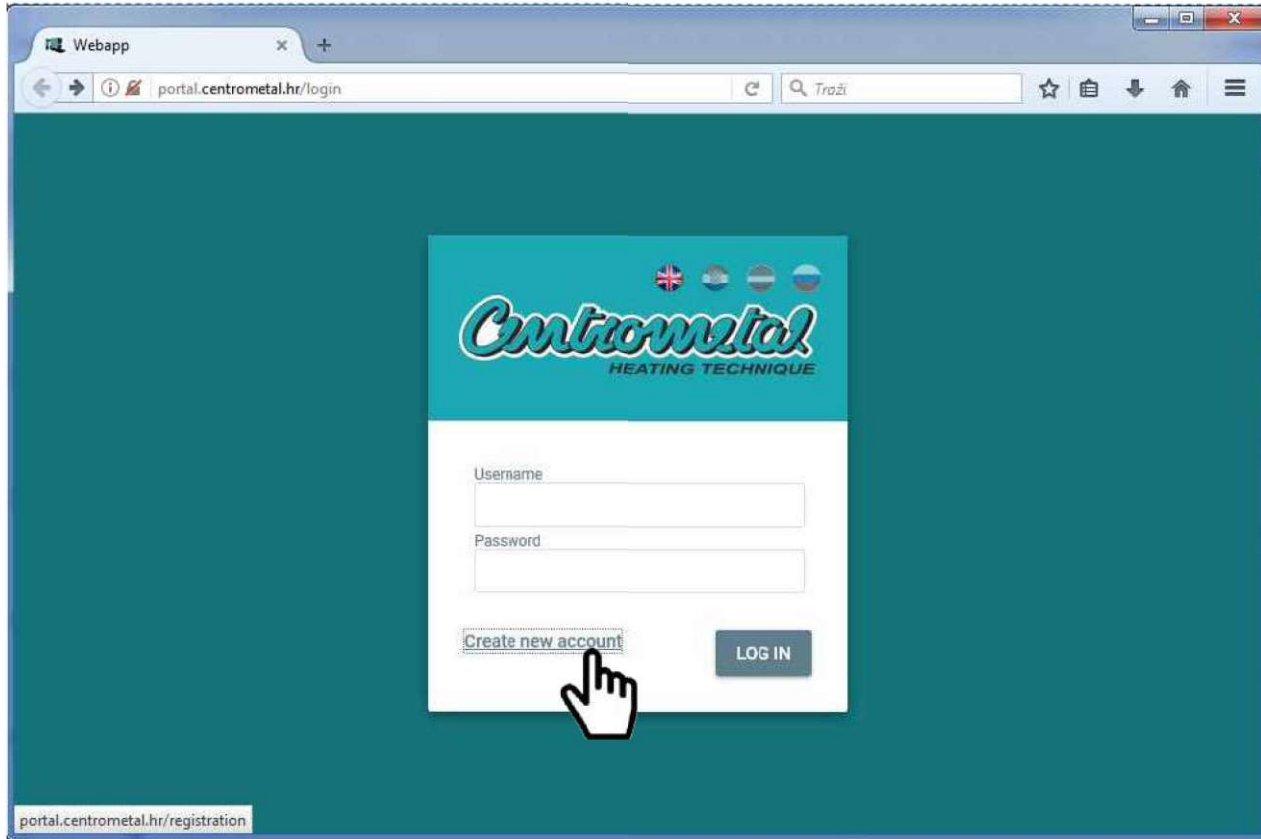 Webapp
portal.centrometal.hr/login
Traži
Centrometal
HEATING TECHNIQUE
Username
Password
Create new account
LOG IN
portal.centrometal.hr/registration